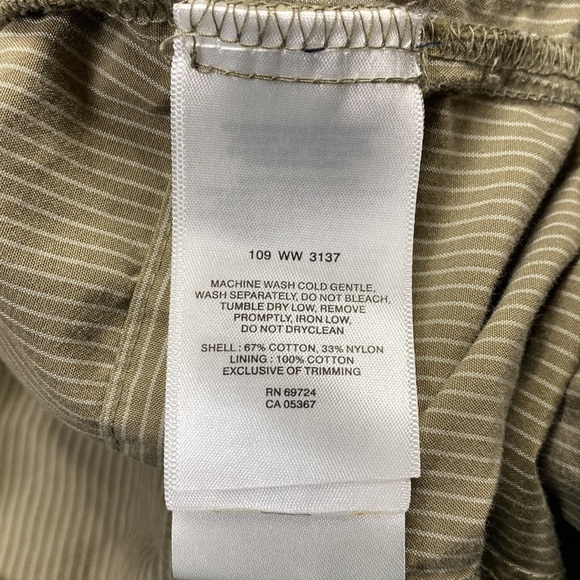 109 WW 3137
MACHINE WASH COLD GENTLE,
WASH SEPARATELY, DO NOT BLEACH,
TUMBLE DRY LOW, REMOVE
PROMPTLY, IRON LOW,
DO NOT DRYCLEAN
SHELL : 67% COTTON, 33% NYLON
LINING : 100% COTTON
EXCLUSIVE OF TRIMMING
RN 69724
CA 05367